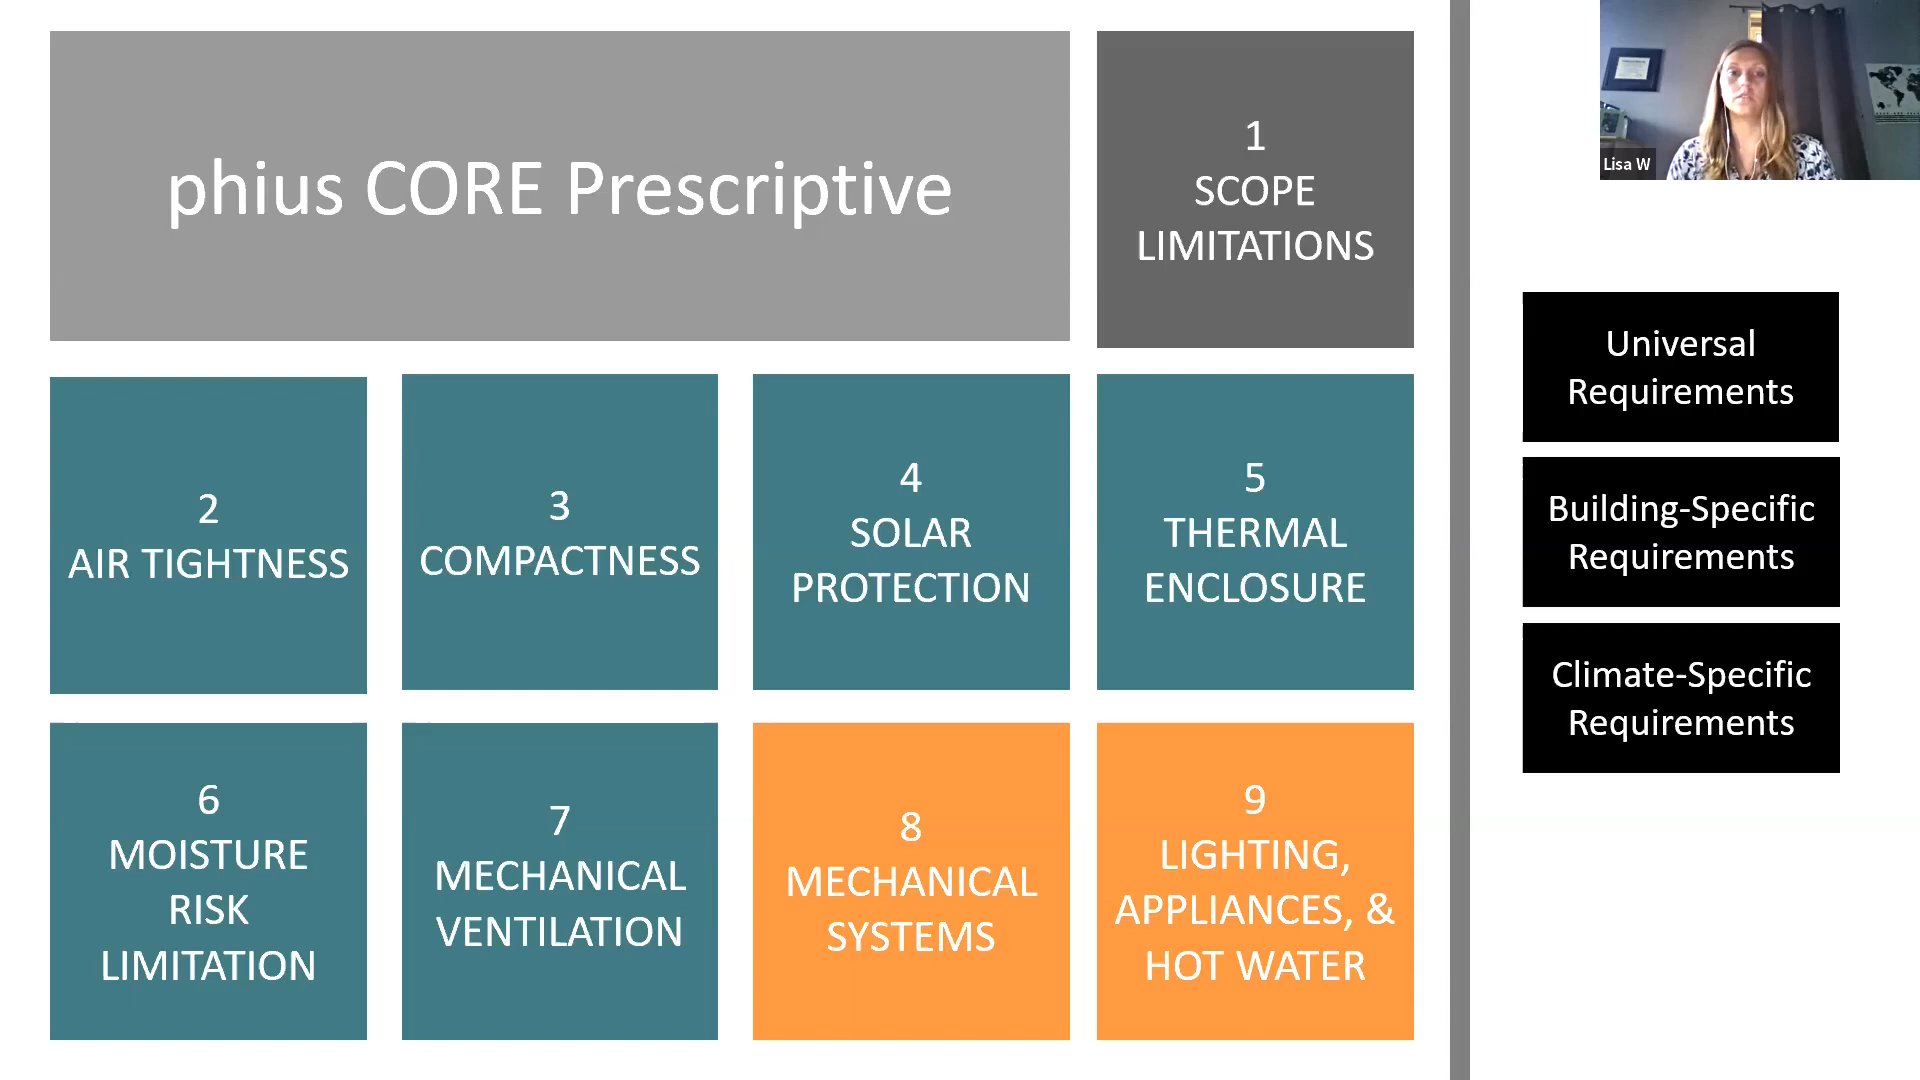 phius CORE Prescriptive
1
SCOPE
LIMITATIONS
2
AIR TIGHTNESS
3
COMPACTNESS
4
SOLAR
PROTECTION
5
THERMAL
ENCLOSURE
6
MOISTURE
RISK
LIMITATION
7
MECHANICAL
VENTILATION
8
MECHANICAL
SYSTEMS
9
LIGHTING,
APPLIANCES, &
HOT WATER
Lisa W
Universal
Requirements
Building-Specific
Requirements
Climate-Specific
Requirements